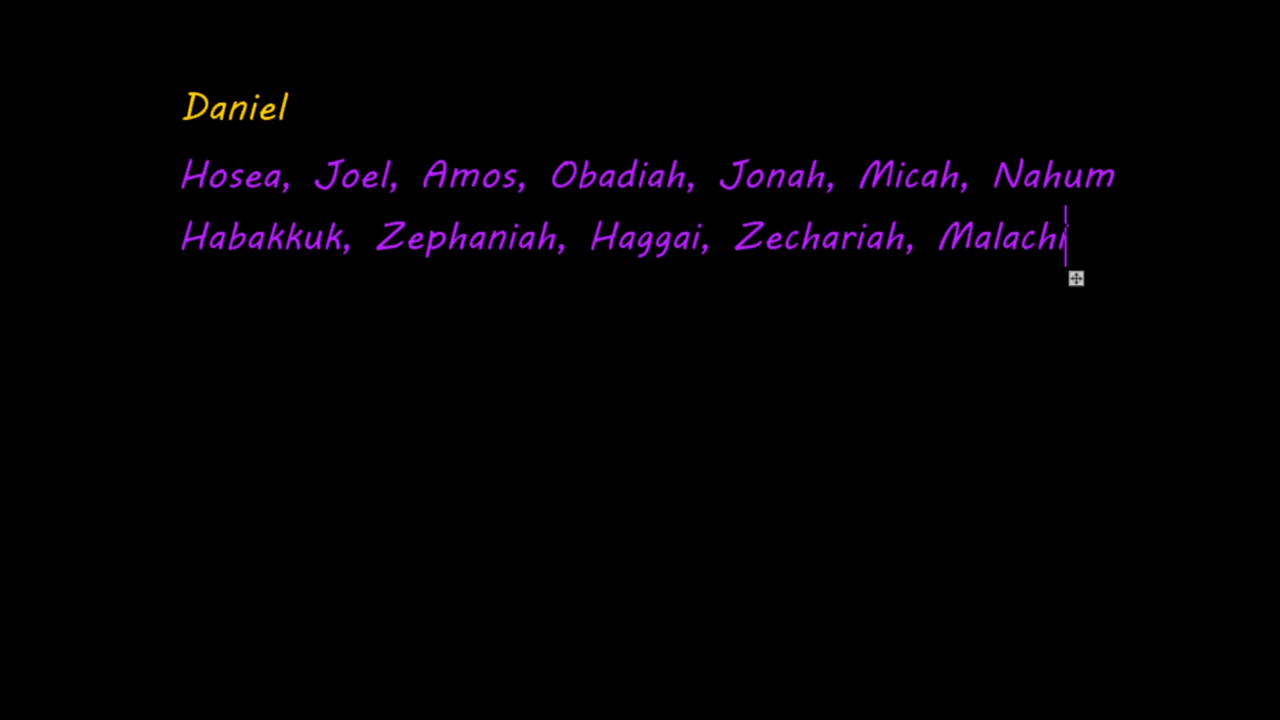 Daniel
Hosea, Joel, Amos, Obadiah, Jonah, Micah, Nahum
Habakkuk, Zephaniah, Haggai, Zechariah, Malachi